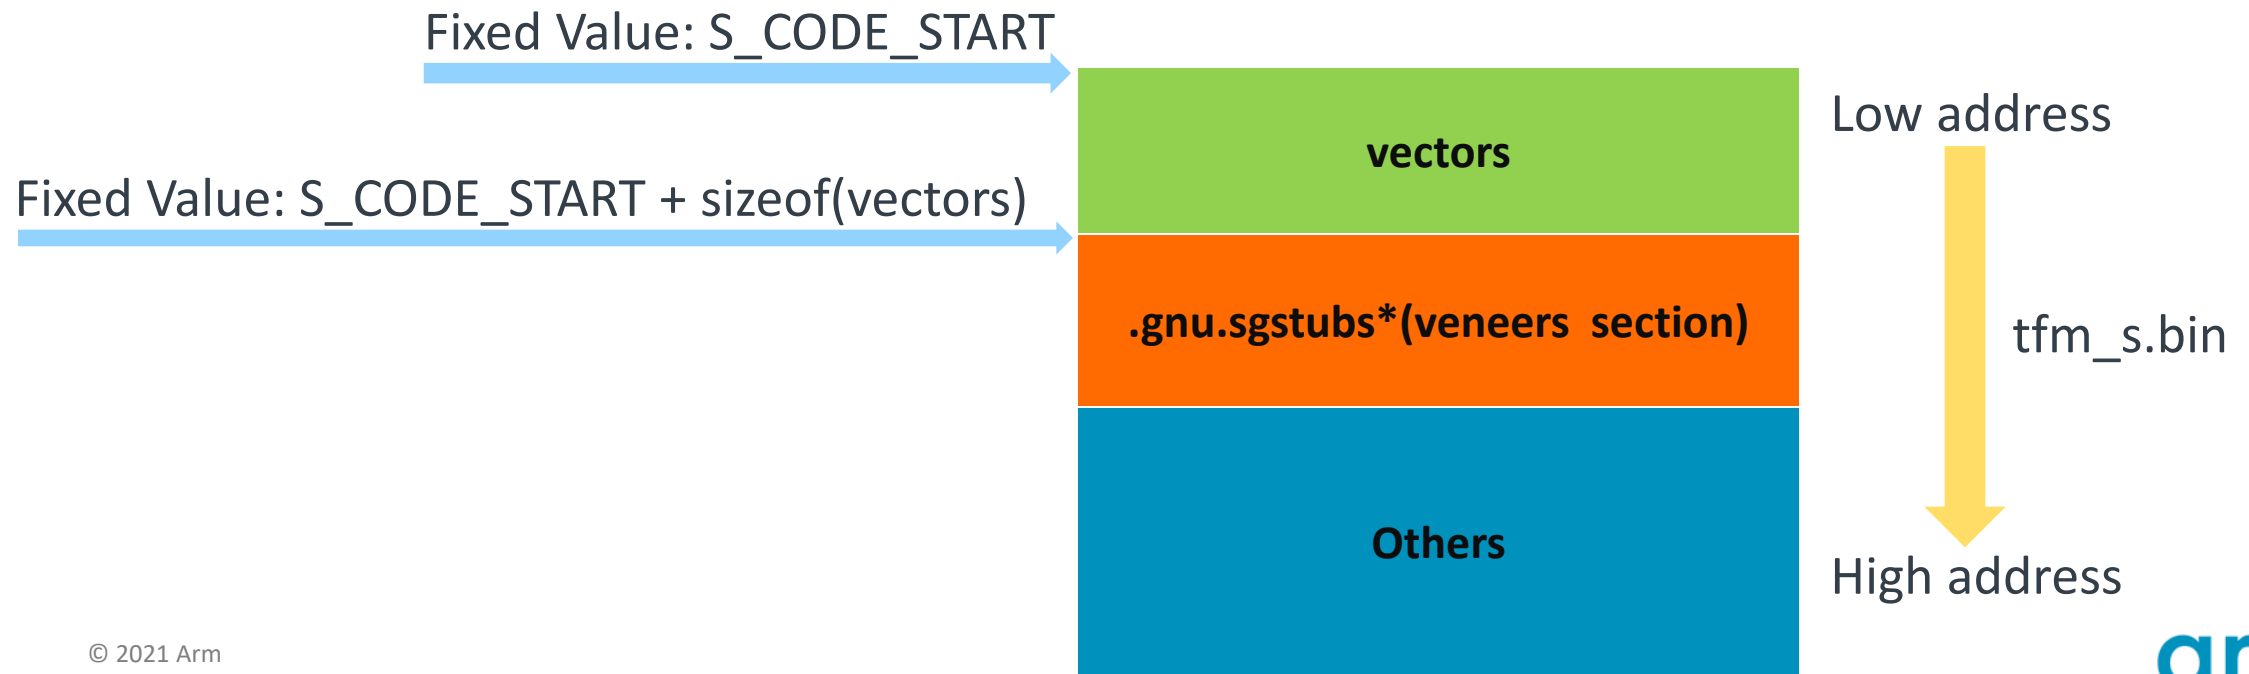 Fixed Value: S_CODE_START
Low address
vectors
Fixed Value: S_CODE_START + sizeof(vectors)
.gnu.sgstubs*(veneers section)
tfm_s.bin
Others
High address
© 2021 Arm